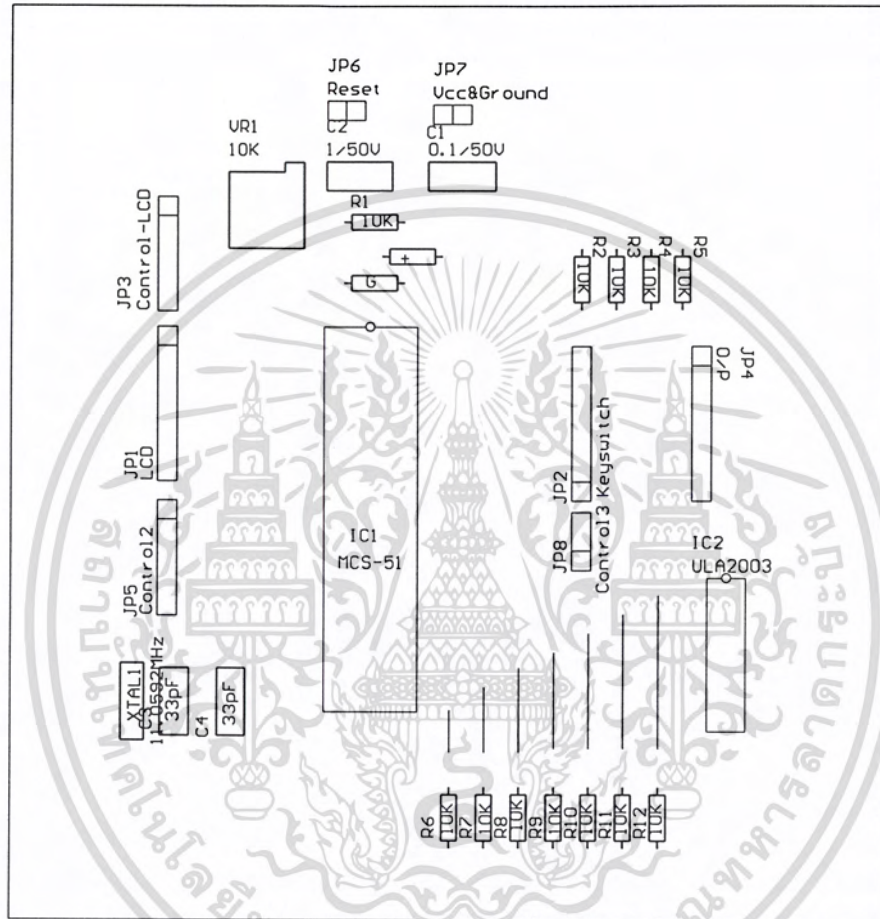 JP6
Reset
JP7
Vcc&Ground
VR1
10K
C2
1/50V
C1
0.1/50V
R1
10K
+
G
JP3
Control-LCD
R2
R3
R4
R5
10K
10K
10K
10K
JP1
LCD
JP2
Keyswitch
JP4
O/P
JP5
Control2
IC1
MCS-51
JP8
Control3
IC2
ULA2003
XTAL1
11.0592MHz
C3
33pF
C4
33pF
R6
10K
R7
10K
R8
10K
R9
10K
R10
10K
R11
10K
R12
10K